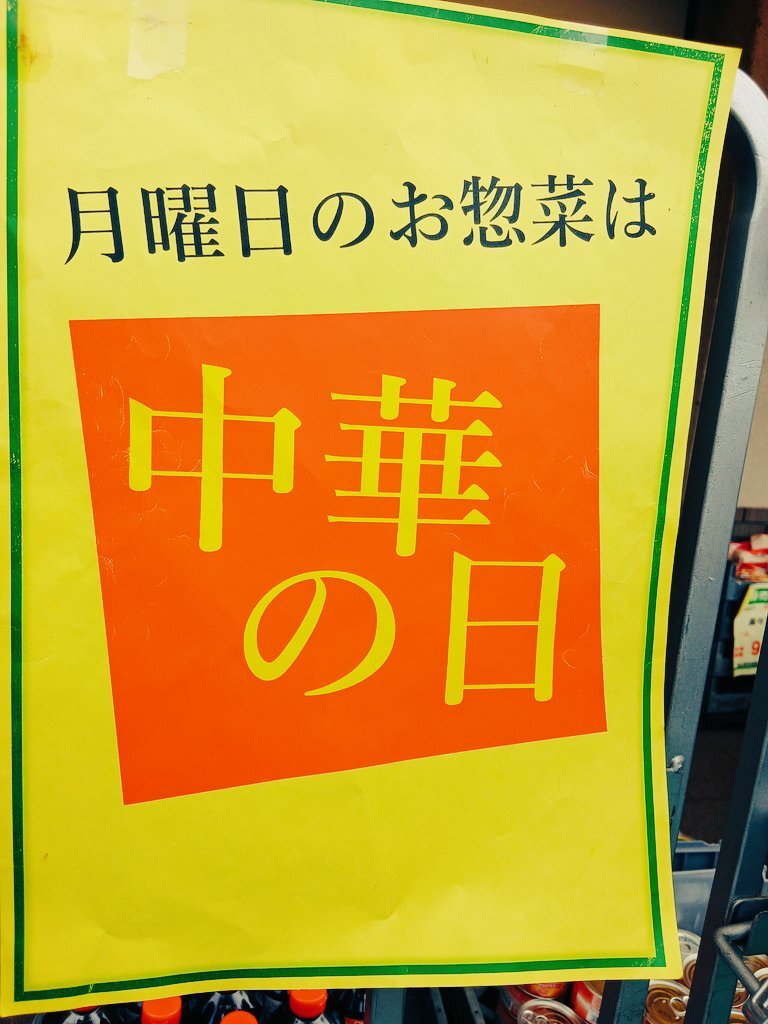 月曜日のお惣菜は
中華
の日